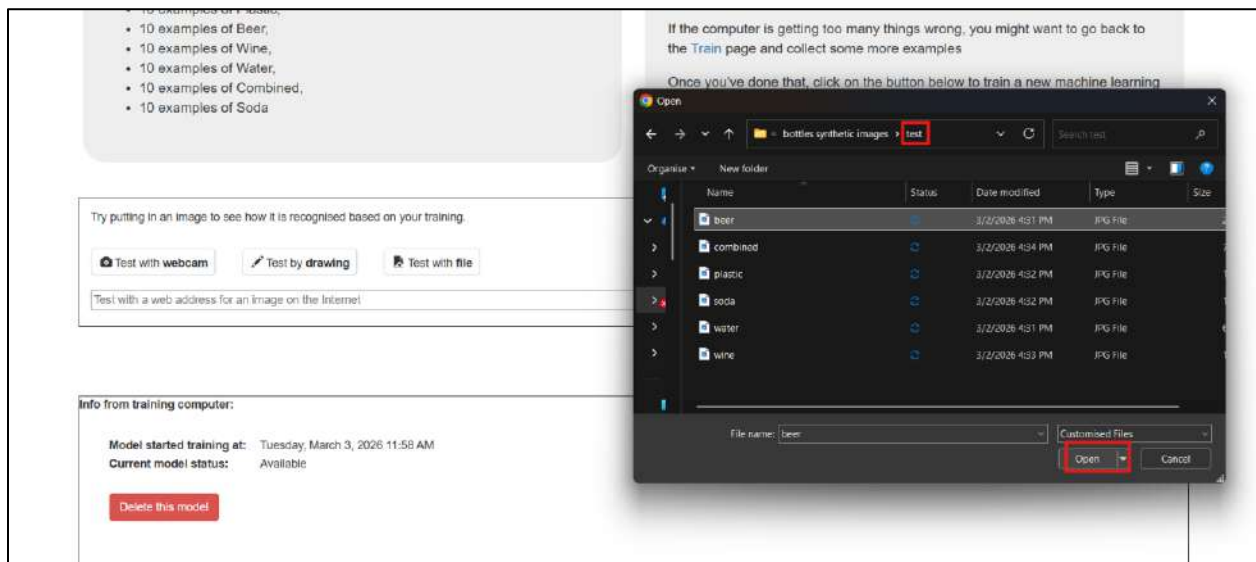 10 examples of Plastic,
10 examples of Beer,
10 examples of Wine,
10 examples of Water,
10 examples of Combined,
10 examples of Soda
If the computer is getting too many things wrong, you might want to go back to
the Train page and collect some more examples
Once you've done that, click on the button below to train a new machine learning
Try putting in an image to see how it is recognised based on your training.
Test with webcam
Test by drawing
Test with file
Test with a web address for an image on the Internet
Info from training computer:
Model started training at: Tuesday, March 3, 2026 11:58 AM
Current model status: Available
Delete this model
Open
bottles synthetic images > test
Search test
Organise
New folder
Name Status Date modified Type Size
beer 3/2/2026 4:31 PM JPG File
combined 3/2/2026 4:34 PM JPG File
plastic 3/2/2026 4:32 PM JPG File
soda 3/2/2026 4:32 PM JPG File
water 3/2/2026 4:31 PM JPG File
wine 3/2/2026 4:33 PM JPG File
File name: beer
Customised Files
Open
Cancel